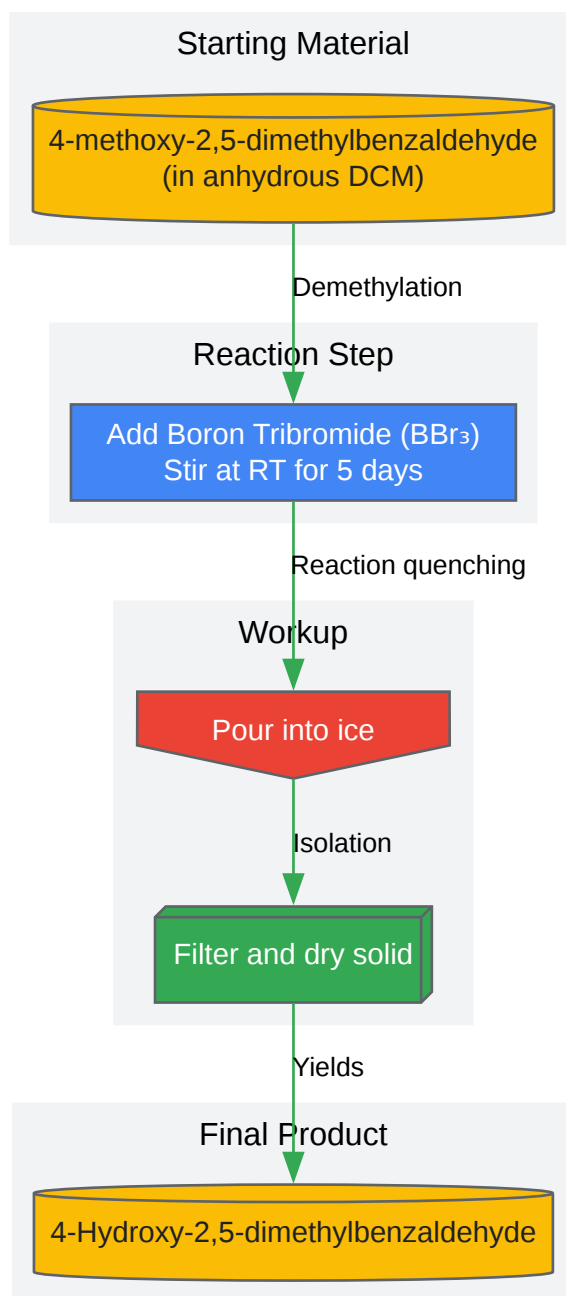 Starting Material
4-methoxy-2,5-dimethylbenzaldehyde
(in anhydrous DCM)
Demethylation
Reaction Step
Add Boron Tribromide (BBr₃)
Stir at RT for 5 days
Reaction quenching
Workup
Pour into ice
Isolation
Filter and dry solid
Yields
Final Product
4-Hydroxy-2,5-dimethylbenzaldehyde